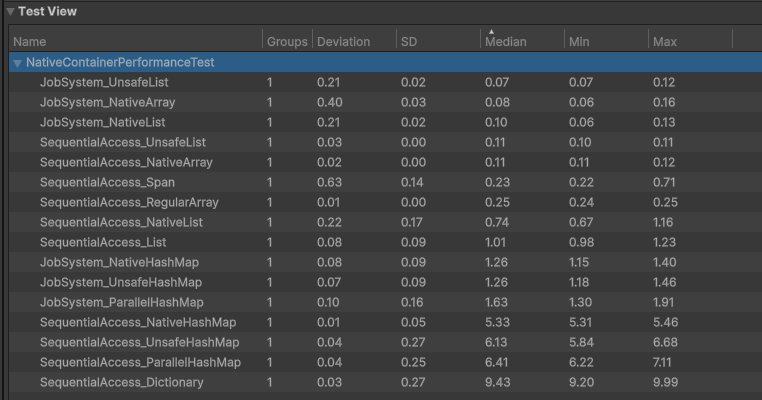 Test View
Name Groups Deviation SD Median Min Max
NativeContainerPerformanceTest
JobSystem_UnsafeList 1 0.21 0.02 0.07 0.07 0.12
JobSystem_NativeArray 1 0.40 0.03 0.08 0.06 0.16
JobSystem_NativeList 1 0.21 0.02 0.10 0.06 0.13
SequentialAccess_UnsafeList 1 0.03 0.00 0.11 0.10 0.11
SequentialAccess_NativeArray 1 0.02 0.00 0.11 0.11 0.12
SequentialAccess_Span 1 0.63 0.14 0.23 0.22 0.71
SequentialAccess_RegularArray 1 0.01 0.00 0.25 0.24 0.25
SequentialAccess_NativeList 1 0.22 0.17 0.74 0.67 1.16
SequentialAccess_List 1 0.08 0.09 1.01 0.98 1.23
JobSystem_NativeHashMap 1 0.08 0.09 1.26 1.15 1.40
JobSystem_UnsafeHashMap 1 0.07 0.09 1.26 1.18 1.46
JobSystem_ParallelHashMap 1 0.10 0.16 1.63 1.30 1.91
SequentialAccess_NativeHashMap 1 0.01 0.05 5.33 5.31 5.46
SequentialAccess_UnsafeHashMap 1 0.04 0.27 6.13 5.84 6.68
SequentialAccess_ParallelHashMap 1 0.04 0.25 6.41 6.22 7.11
SequentialAccess_Dictionary 1 0.03 0.27 9.43 9.20 9.99